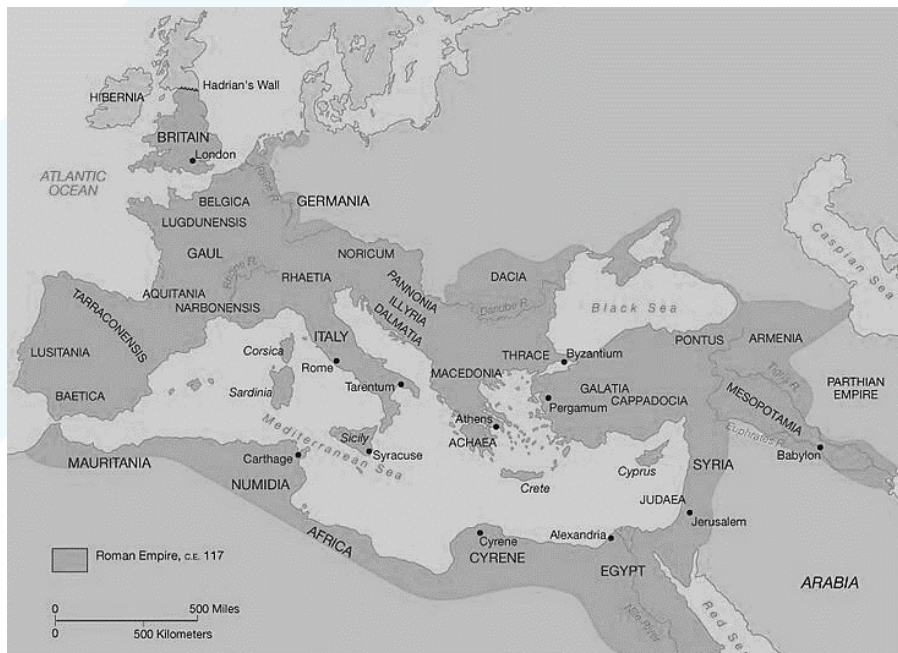 HIBERNIA
Hadrian's Wall
BRITAIN
London
ATLANTIC
OCEAN
BELGICA
Rhine R.
GERMANIA
LUGDUNENSIS
GAUL
NORICUM
Rhone R.
RHAETIA
AQUITANIA
NARBONENSIS
PANNONIA
ILLYRIA
DALMATIA
DACIA
Danube R.
Black Sea
Caspian Sea
TARRACONENSIS
LUSITANIA
BAETICA
Corsica
ITALY
Rome
Sardinia
Tarentum
THRACE
Byzantium
MACEDONIA
PONTUS
ARMENIA
GALATIA
CAPPADOCIA
Pergamum
Tigris R.
MESOPOTAMIA
PARTHIAN
EMPIRE
Euphrates R.
Babylon
Athens
ACHAEA
Mediterranean Sea
Sicily
Syracuse
Carthage
MAURITANIA
NUMIDIA
Crete
Cyprus
SYRIA
JUDAEA
Jerusalem
AFRICA
Cyrene
CYRENE
Alexandria
EGYPT
Nile River
Red Sea
ARABIA
Roman Empire, C.E. 117
0 500 Miles
0 500 Kilometers